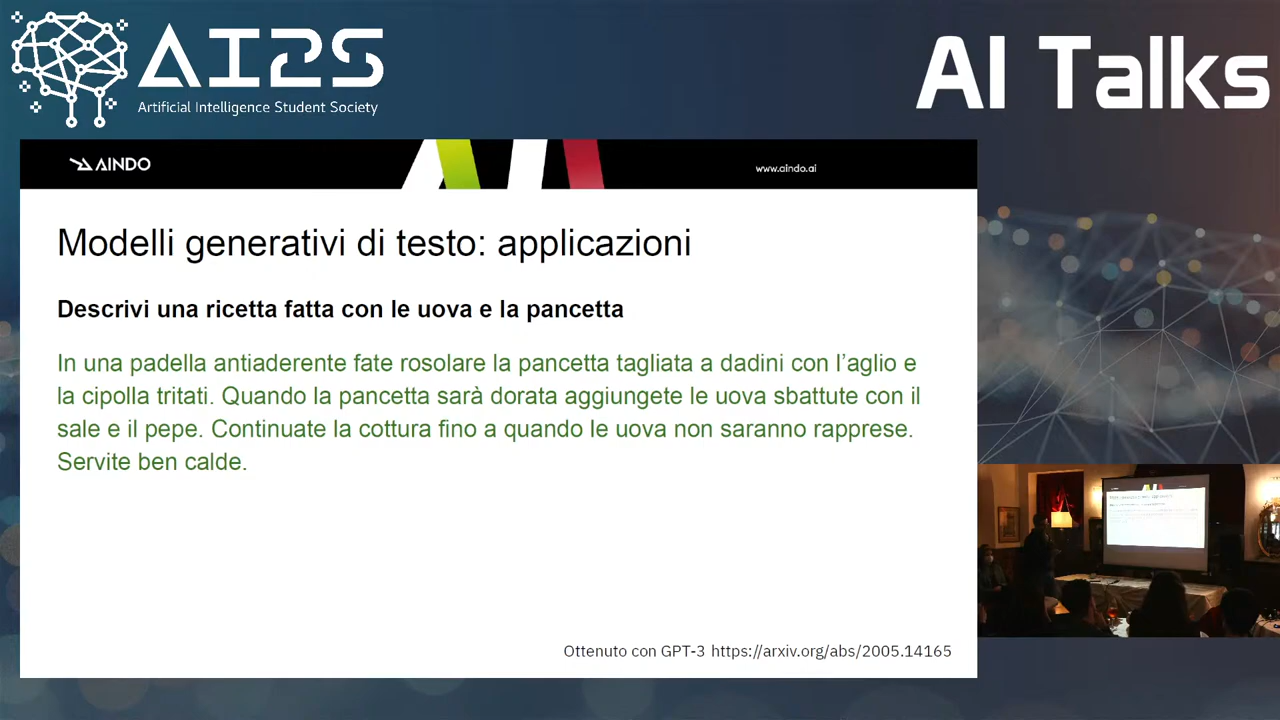 AI2S
Artificial Intelligence Student Society
AI Talks
AINDO
www.aindo.ai
Modelli generativi di testo: applicazioni
Descrivi una ricetta fatta con le uova e la pancetta
In una padella antiaderente fate rosolare la pancetta tagliata a dadini con l’aglio e
la cipolla tritati. Quando la pancetta sarà dorata aggiungete le uova sbattute con il
sale e il pepe. Continuate la cottura fino a quando le uova non saranno rapprese.
Servite ben calde.
Ottenuto con GPT-3 https://arxiv.org/abs/2005.14165